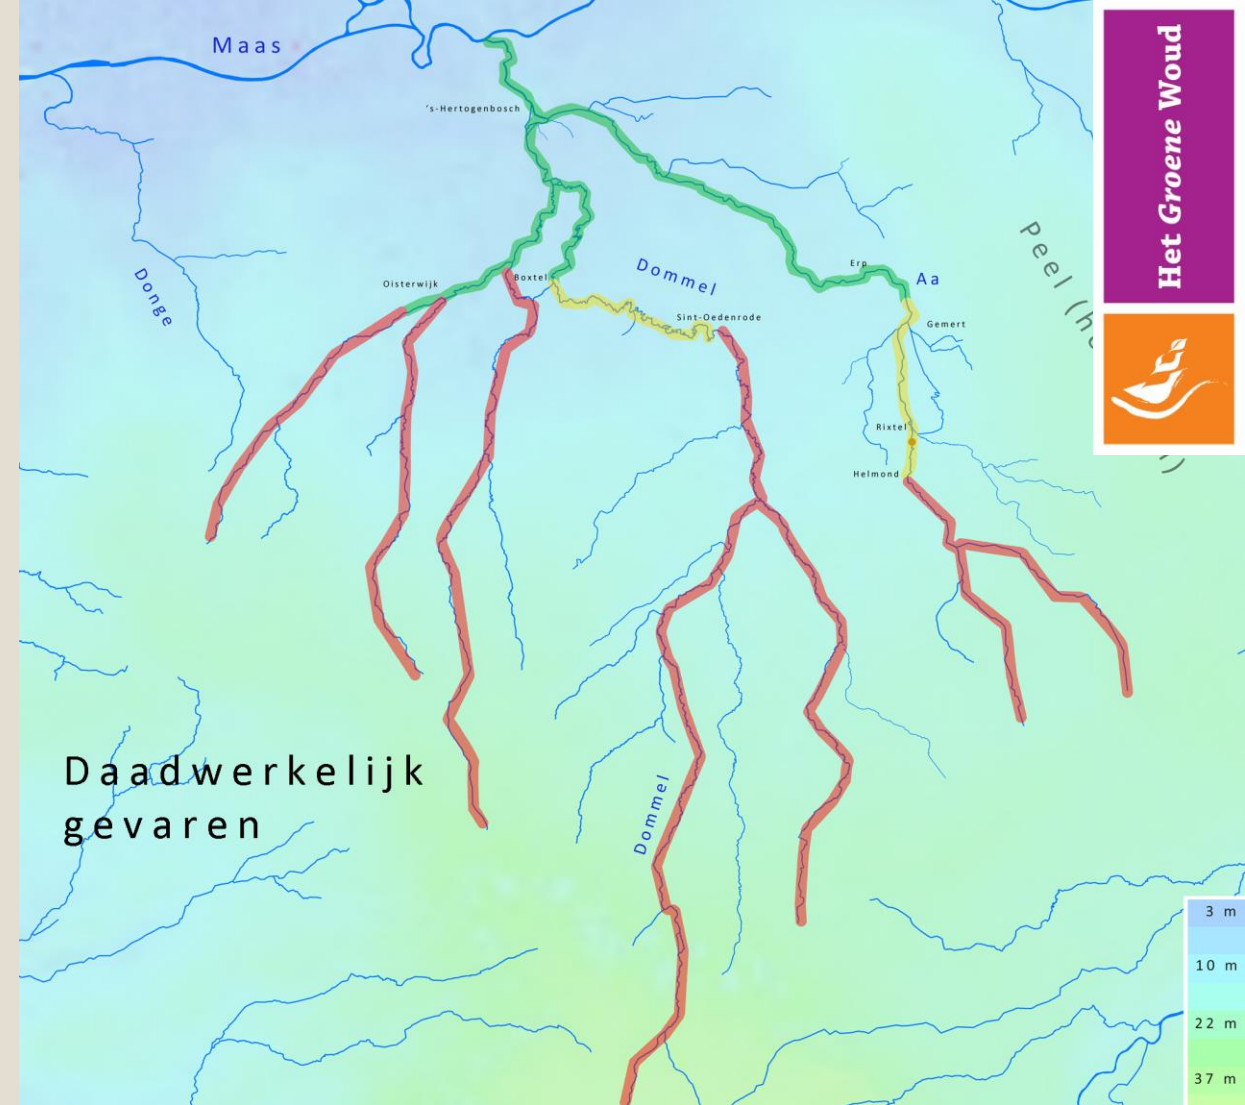 Maas
's-Hertogenbosch
Het Groene Woud
Peel (h
)
Donge
Oisterwijk
Boxtel
Dommel
Erp
Aa
Sint-Oedenrode
Gemert
Rixtel
Helmond
Daadwerkelijk
gevaren
Dommel
3 m
10 m
22 m
37 m